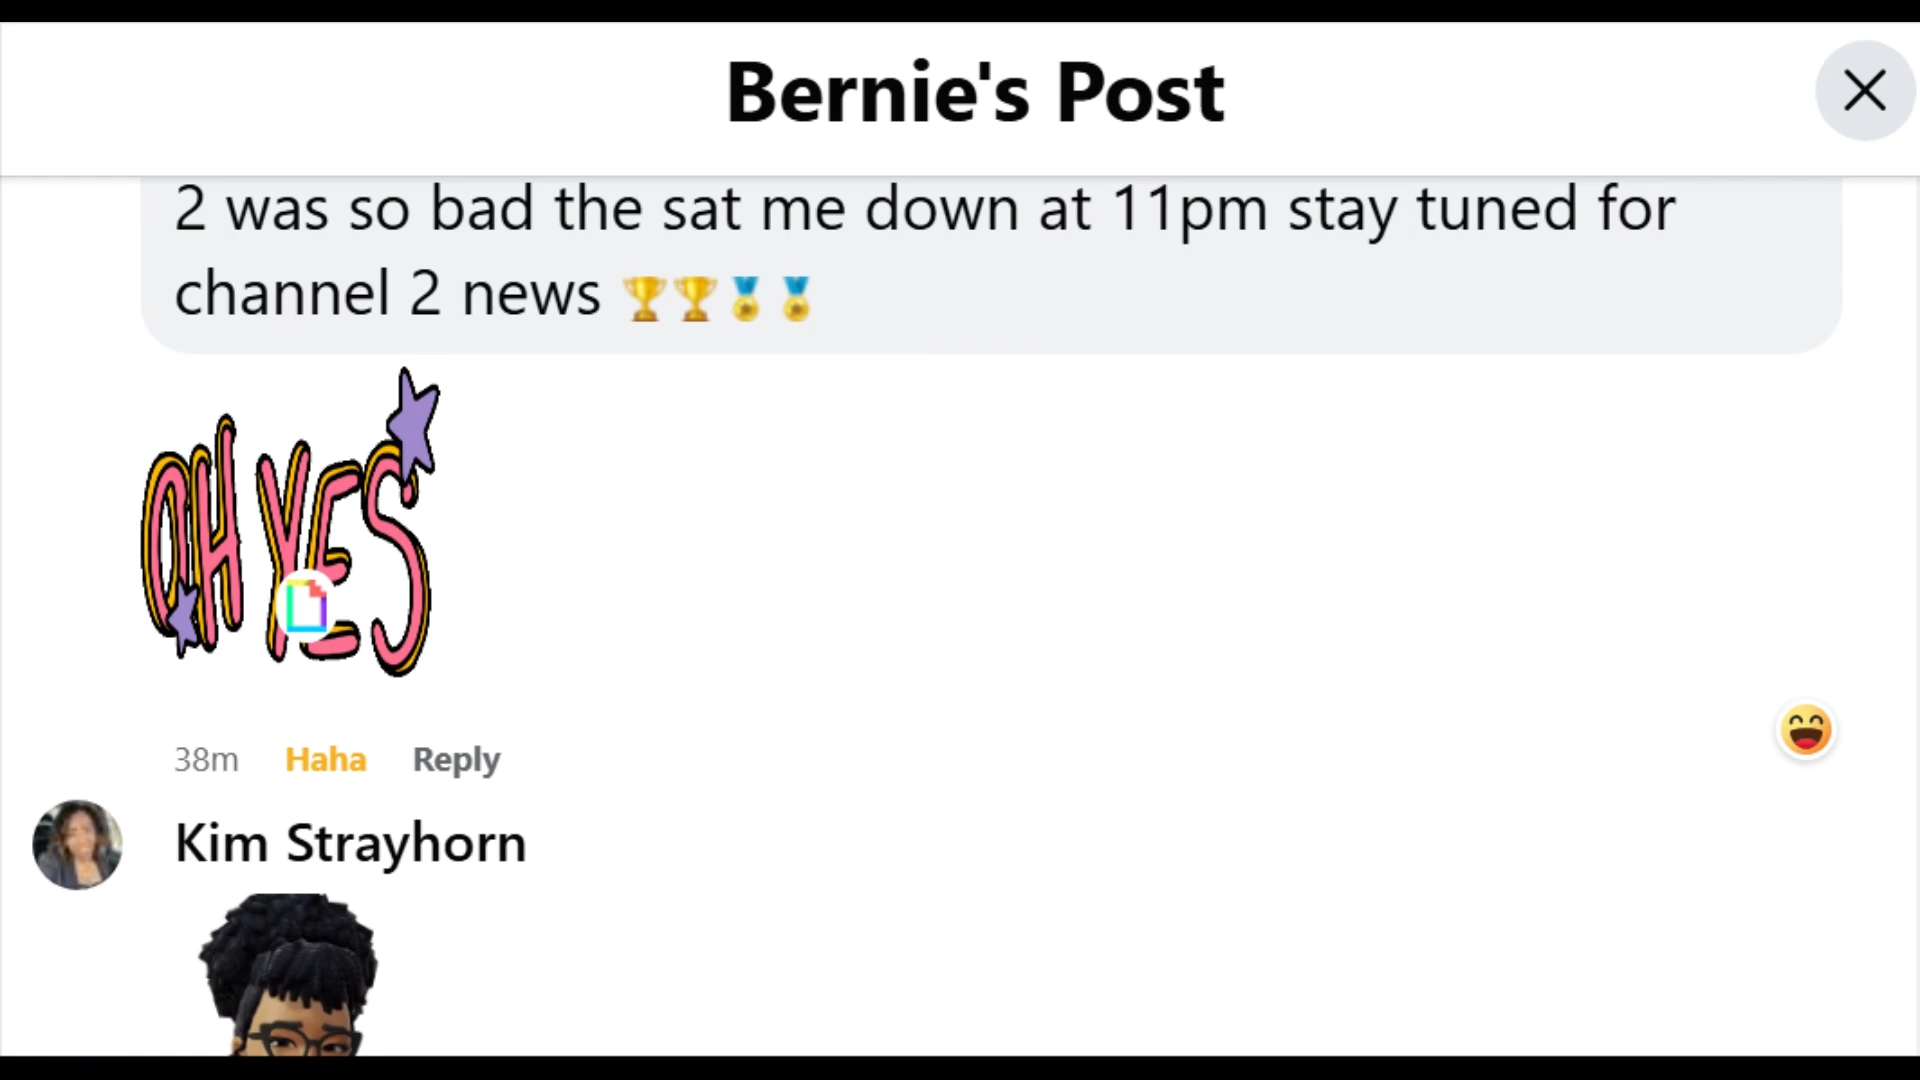 Bernie's Post
2 was so bad the sat me down at 11pm stay tuned for
channel 2 news 🏆🏆🏅🏅
OH YES
38m Haha Reply
Kim Strayhorn